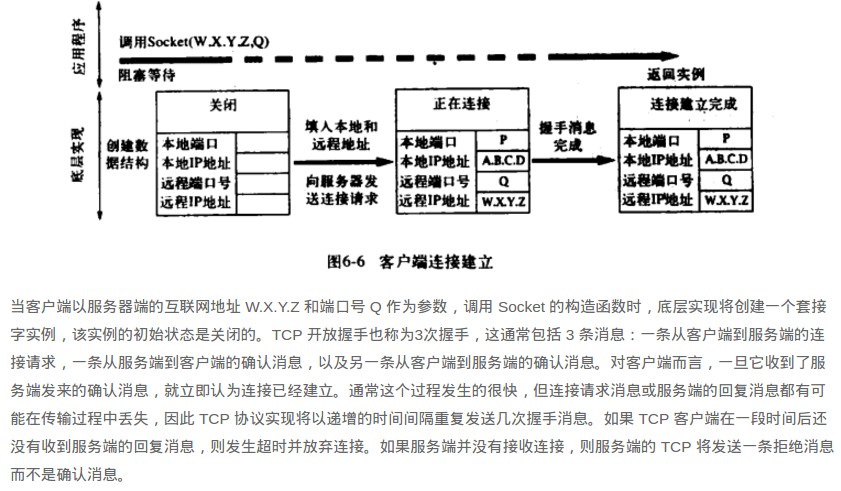 应用程序
调用Socket(W.X.Y.Z,Q)
阻塞等待
返回实例
底层实现
创建数
据结构
关闭
本地端口
本地IP地址
远程端口号
远程IP地址
填入本地和
远程地址
向服务器发
送连接请求
正在连接
本地端口 P
本地IP地址 A.B.C.D
远程端口号 Q
远程IP地址 W.X.Y.Z
握手消息
完成
连接建立完成
本地端口 P
本地IP地址 A.B.C.D
远程端口号 Q
远程IP地址 W.X.Y.Z
图6-6 客户端连接建立
当客户端以服务器端的互联网地址 W.X.Y.Z 和端口号 Q 作为参数，调用 Socket 的构造函数时，底层实现将创建一个套接
字实例，该实例的初始状态是关闭的。TCP 开放握手也称为3次握手，这通常包括 3 条消息：一条从客户端到服务端的连
接请求，一条从服务端到客户端的确认消息，以及另一条从客户端到服务端的确认消息。对客户端而言，一旦它收到了服
务端发来的确认消息，就立即认为连接已经建立。通常这个过程发生的很快，但连接请求消息或服务端的回复消息都有可
能在传输过程中丢失，因此 TCP 协议实现将以递增的时间间隔重复发送几次握手消息。如果 TCP 客户端在一段时间后还
没有收到服务端的回复消息，则发生超时并放弃连接。如果服务端并没有接收连接，则服务端的 TCP 将发送一条拒绝消息
而不是确认消息。